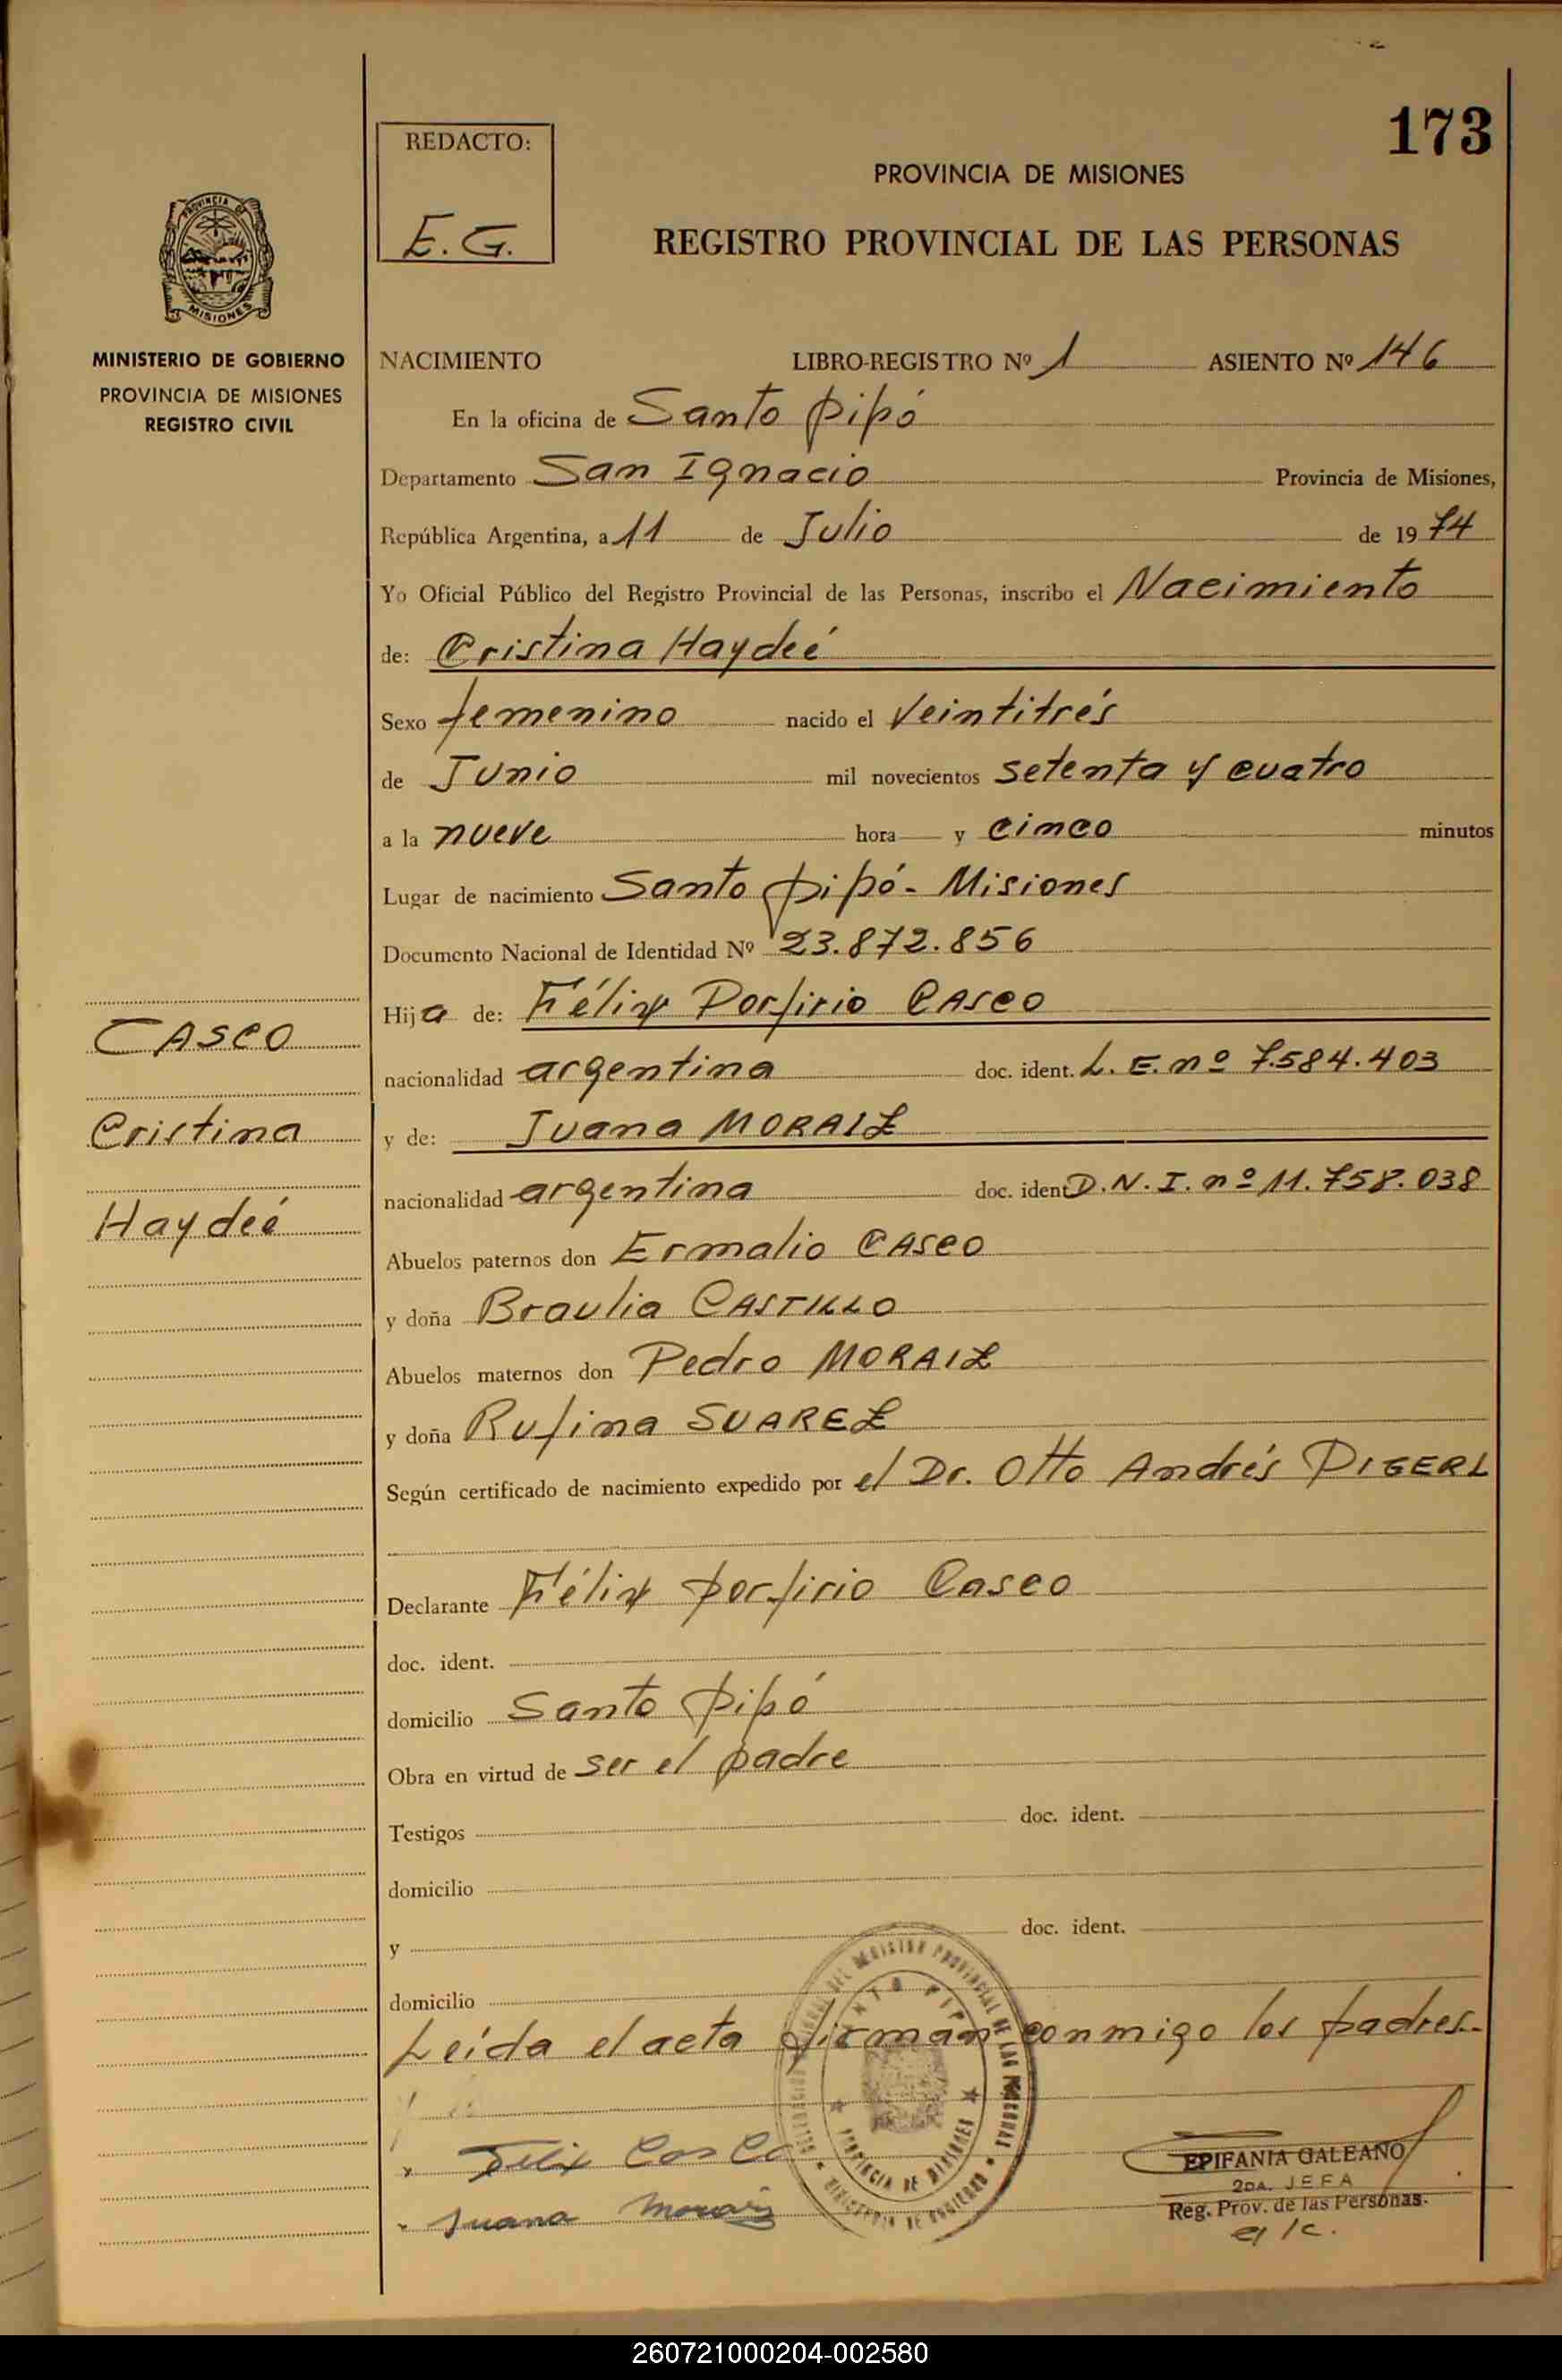 173
REDACTO:
E. G.
PROVINCIA DE MISIONES
REGISTRO PROVINCIAL DE LAS PERSONAS
MISIONES
MINISTERIO DE GOBIERNO
PROVINCIA DE MISIONES
REGISTRO CIVIL
NACIMIENTO LIBRO-REGISTRO Nº 1 ASIENTO Nº 146
En la oficina de Santo Pipó
Departamento San Ignacio Provincia de Misiones,
República Argentina, a 11 de Julio de 1974
Yo Oficial Público del Registro Provincial de las Personas, inscribo el Nacimiento
de: Cristina Haydeé
Sexo femenino nacido el veintitrés
de Junio mil novecientos setenta y cuatro
a la nueve hora y cinco minutos
Lugar de nacimiento Santo Pipó - Misiones
Documento Nacional de Identidad Nº 23.872.856
Hija de: Félix Porfirio CASCO
nacionalidad argentina doc. ident. L. E. nº 7.584.403
y de: Juana MORAIZ
nacionalidad argentina doc. ident D. N. I. nº 11.758.038
Abuelos paternos don Ermalio CASCO
y doña Braulia CASTILLO
Abuelos maternos don Pedro MORAIZ
y doña Rufina SUAREZ
Según certificado de nacimiento expedido por el Dr. Otto Andrés PIGERL
Declarante Félix Porfirio Casco
doc. ident.
domicilio Santo Pipó
Obra en virtud de ser el padre
Testigos doc. ident.
domicilio
y doc. ident.
domicilio
Leída el acta firman conmigo los padres.-
CASCO
Cristina
Haydeé
Felix Casco
Juana Moraiz
PROVINCIA DE MISIONES
EPIFANIA GALEANO
2DA. JEFA
Reg. Prov. de las Personas.
a/c.
260721000204-002580